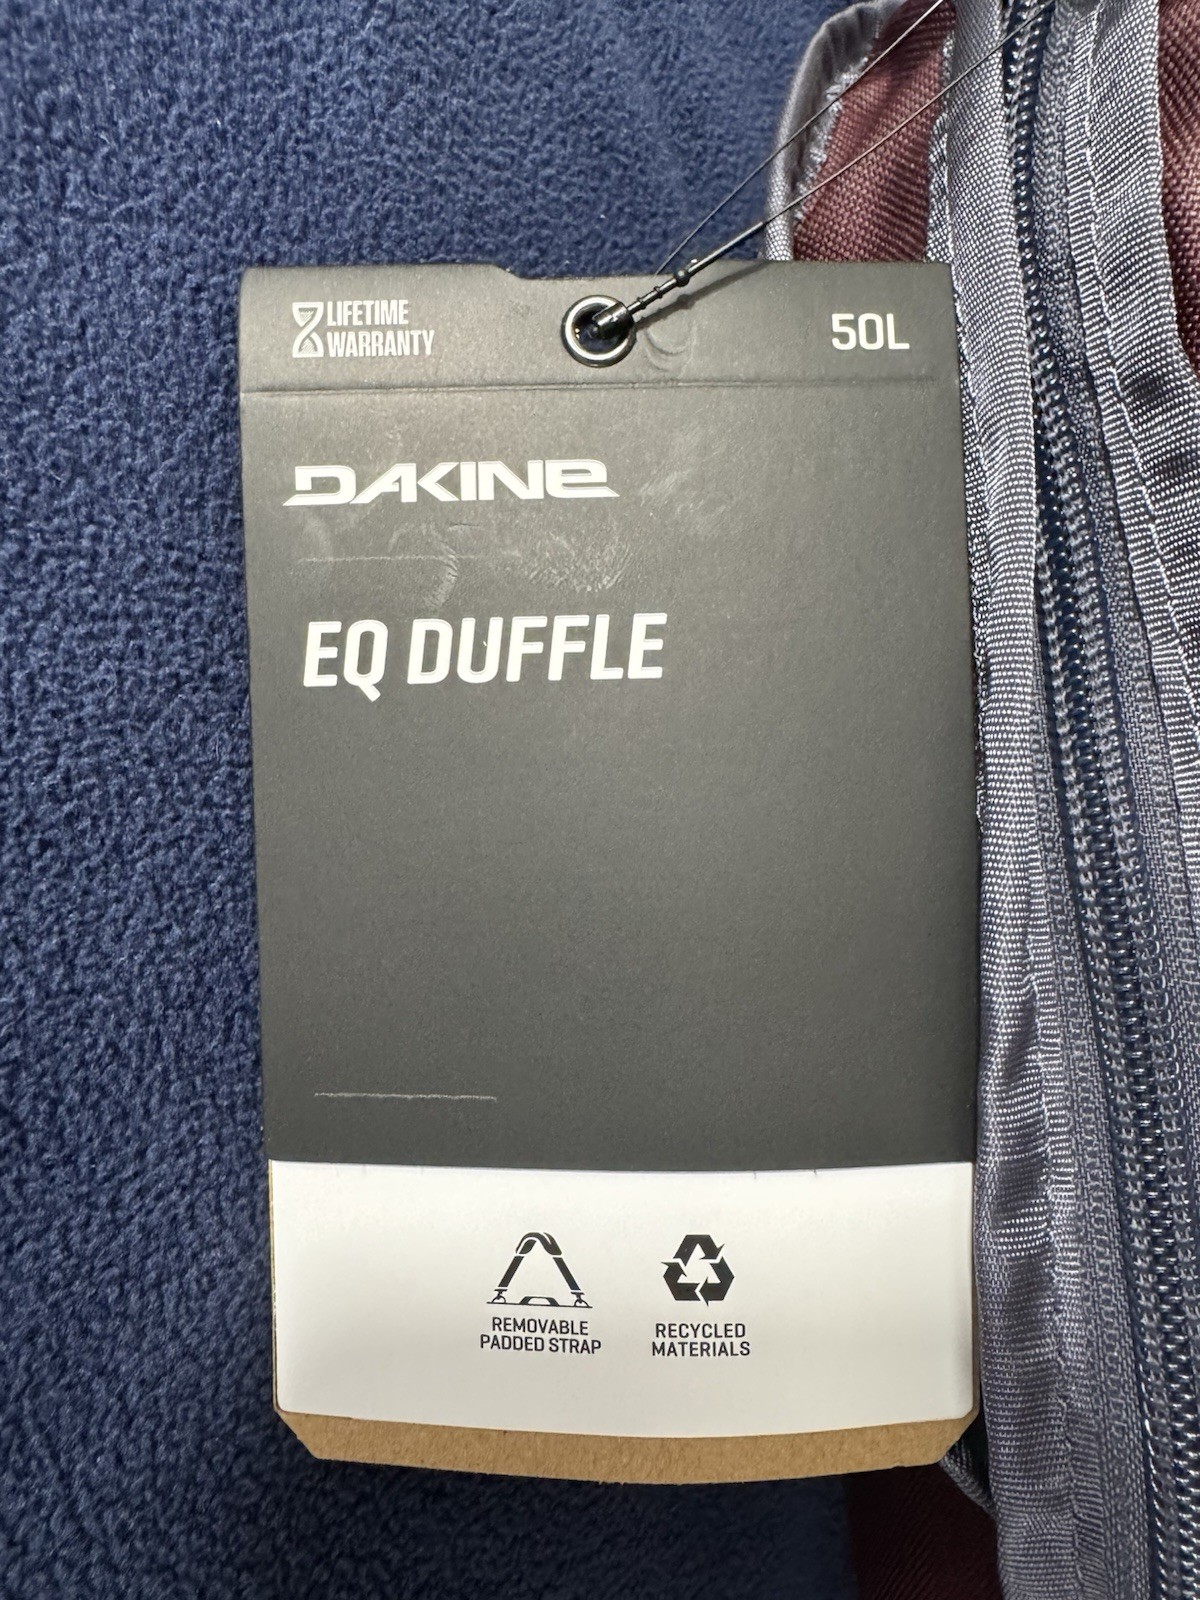 LIFETIME
WARRANTY
50L
DAKINE
EQ DUFFLE
REMOVABLE
PADDED STRAP
RECYCLED
MATERIALS